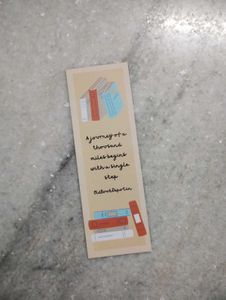 A journey of a
thousand
miles begins
with a single
step